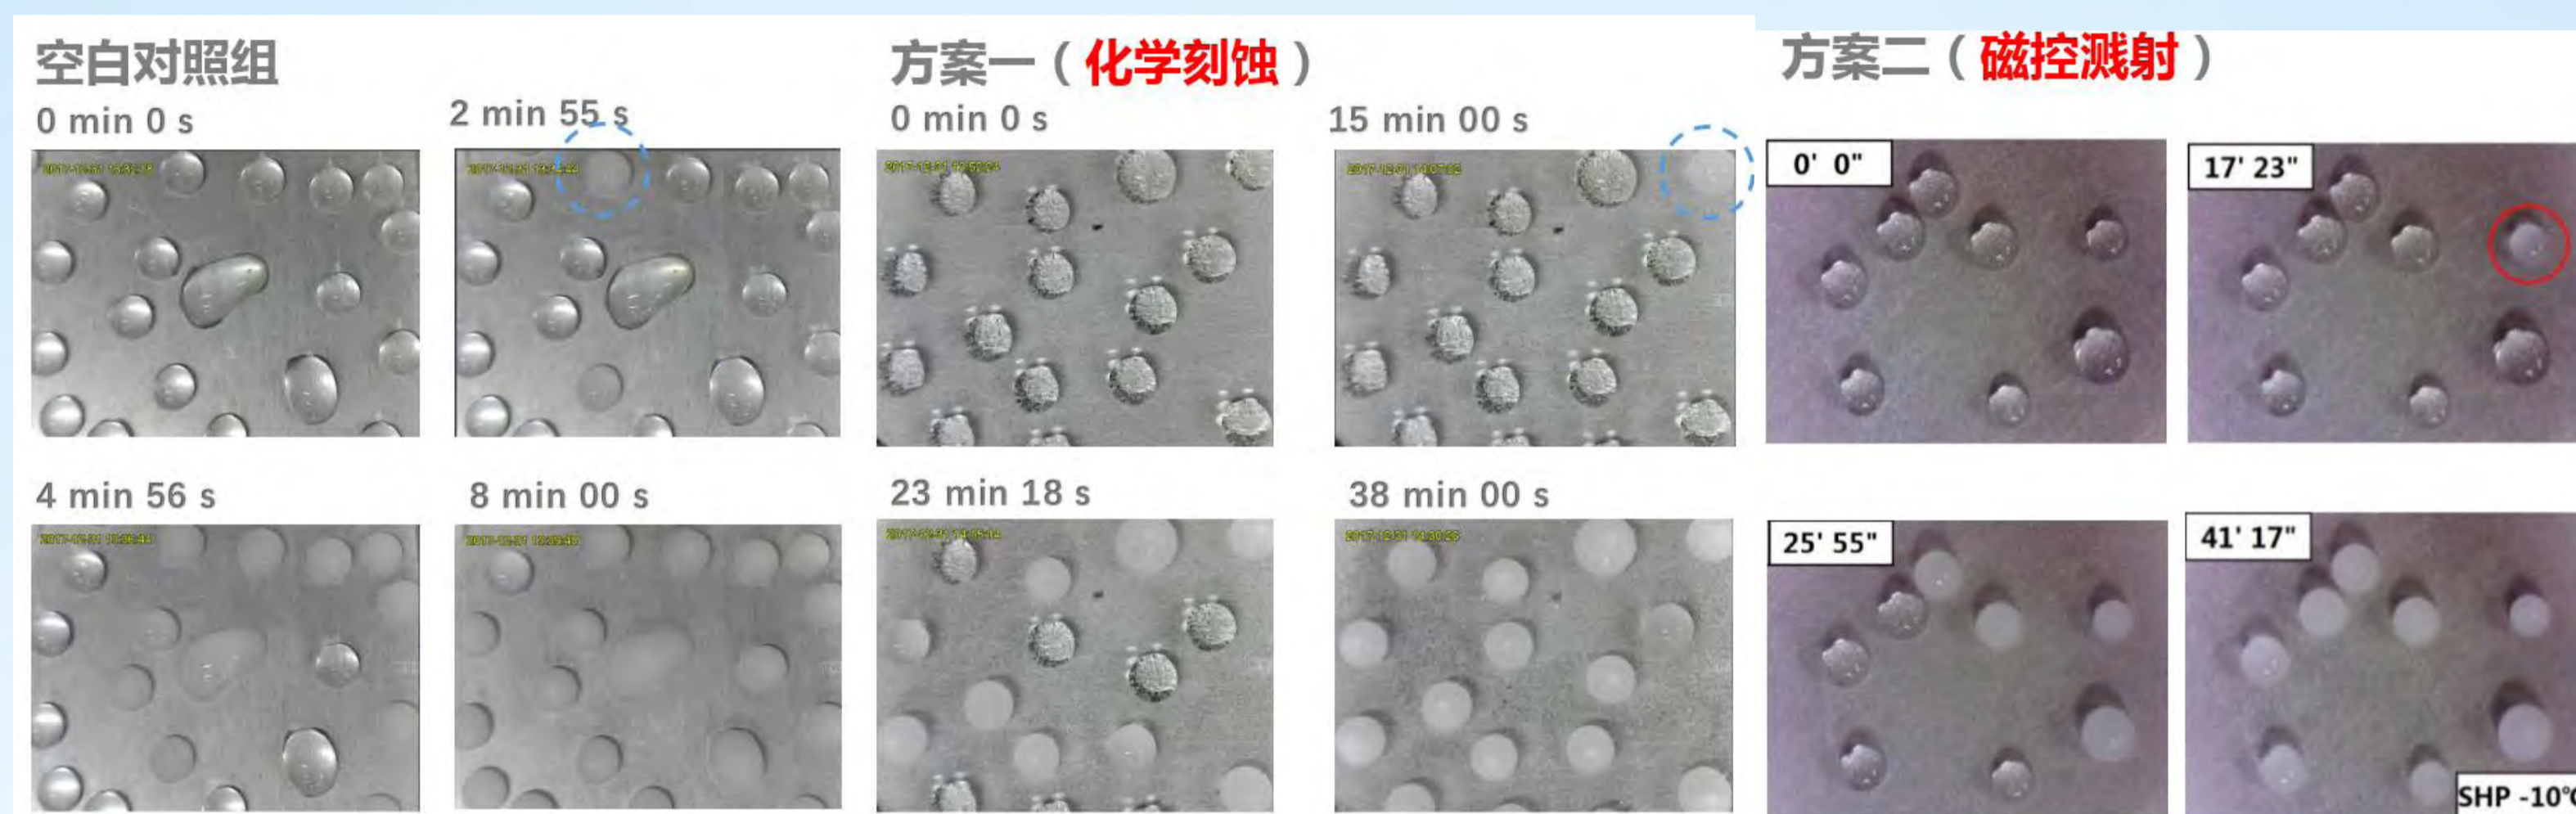 空白对照组
0 min 0 s
2 min 55 s
4 min 56 s
8 min 00 s
方案一（化学刻蚀）
0 min 0 s
15 min 00 s
23 min 18 s
38 min 00 s
方案二（磁控溅射）
0' 0"
17' 23"
25' 55"
41' 17"
SHP -10°